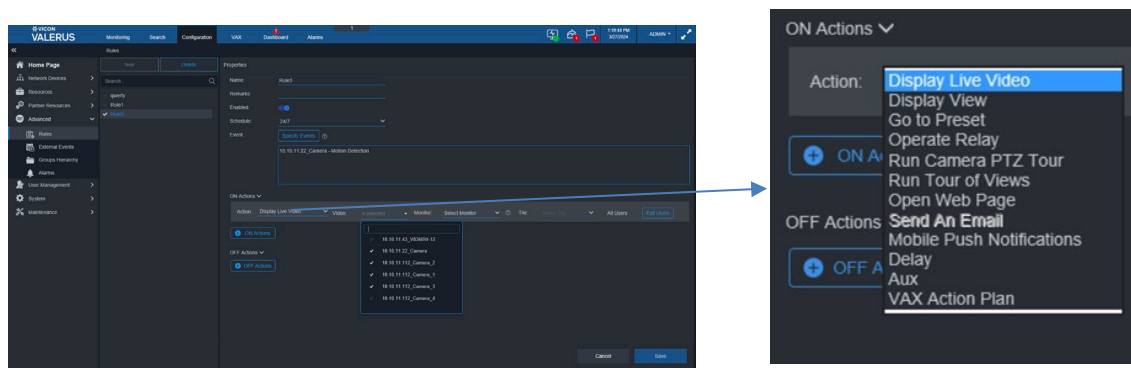 VICON
VALERUS
Monitoring Search Configuration VAX Dashboard Alarms
1
1:19:43 PM
3/27/2024
ADMIN
Rules
Home Page
Network Devices
Resources
Partner Resources
Advanced
Rules
External Events
Groups Hierarchy
Alarms
User Management
System
Maintenance
New Delete
Search
qwerty
Rule1
Rule3
Properties
Name: Rule3
Remarks:
Enabled:
Schedule: 24/7
Event: Specify Events
10.10.11.22_Camera - Motion Detection
ON Actions
Action: Display Live Video Video: 4 selected Monitor: Select Monitor Tile: All Users Edit Users
ON Actions
OFF Actions
OFF Actions
10.10.11.22_Camera
10.10.11.112_Camera_2
10.10.11.112_Camera_1
10.10.11.112_Camera_3
10.10.11.112_Camera_4
Cancel Save
ON Actions
Action:
Display Live Video
Display View
Go to Preset
Operate Relay
Run Camera PTZ Tour
Run Tour of Views
Open Web Page
Send An Email
Mobile Push Notifications
Delay
Aux
VAX Action Plan
ON A
OFF Actions
OFF A